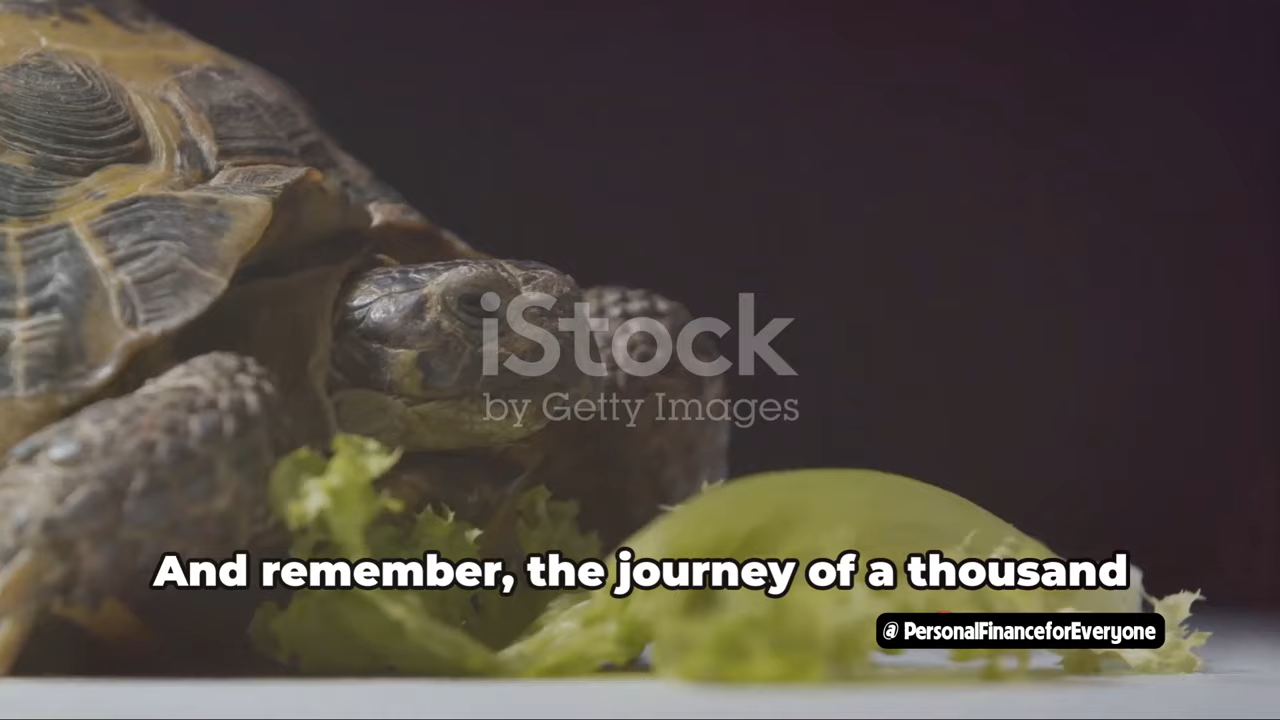 iStock
by Getty Images
And remember, the journey of a thousand
@ PersonalFinanceforEveryone